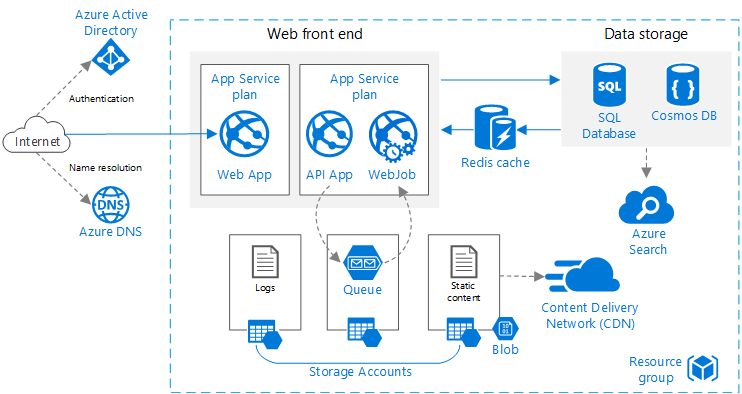 Azure Active
Directory
Authentication
Internet
Name resolution
DNS
Azure DNS
Web front end
App Service
plan
Web App
App Service
plan
API App
WebJob
Data storage
SQL
SQL
Database
{ }
Cosmos DB
Redis cache
Azure
Search
Logs
Queue
Static
content
10
01
Blob
Storage Accounts
Content Delivery
Network (CDN)
Resource
group